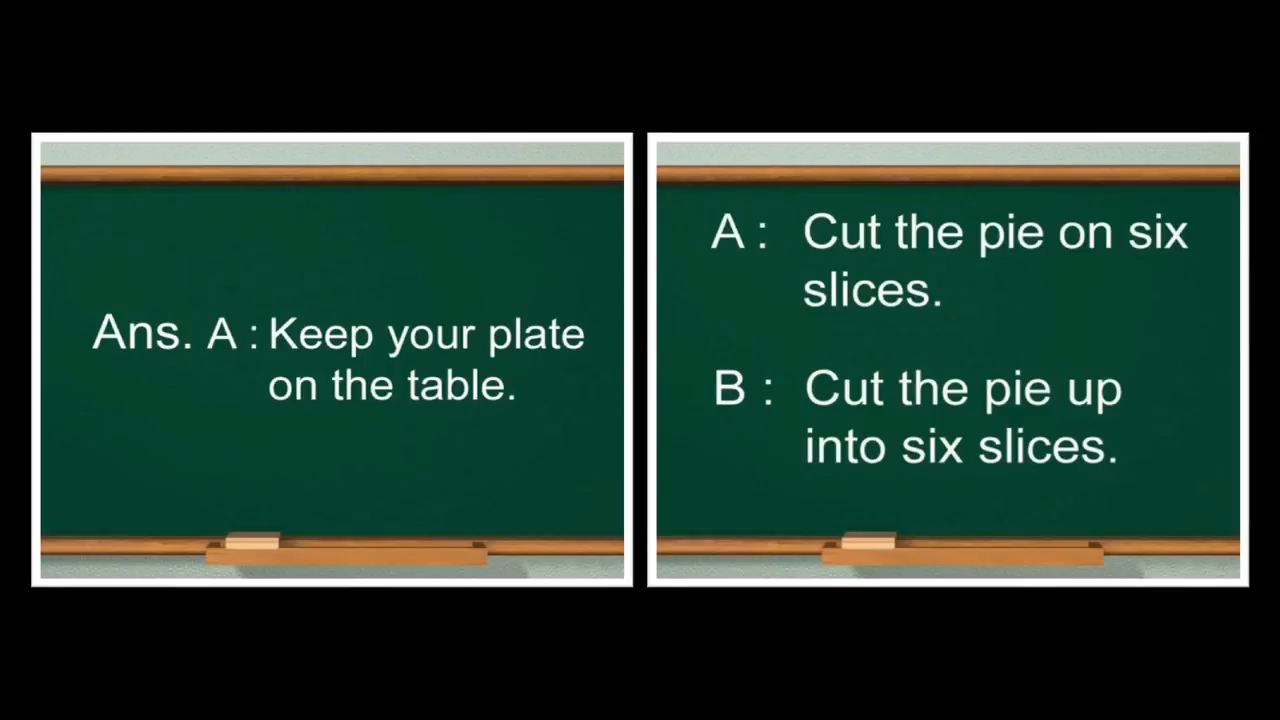 Ans. A : Keep your plate
on the table.
A : Cut the pie on six
slices.
B : Cut the pie up
into six slices.